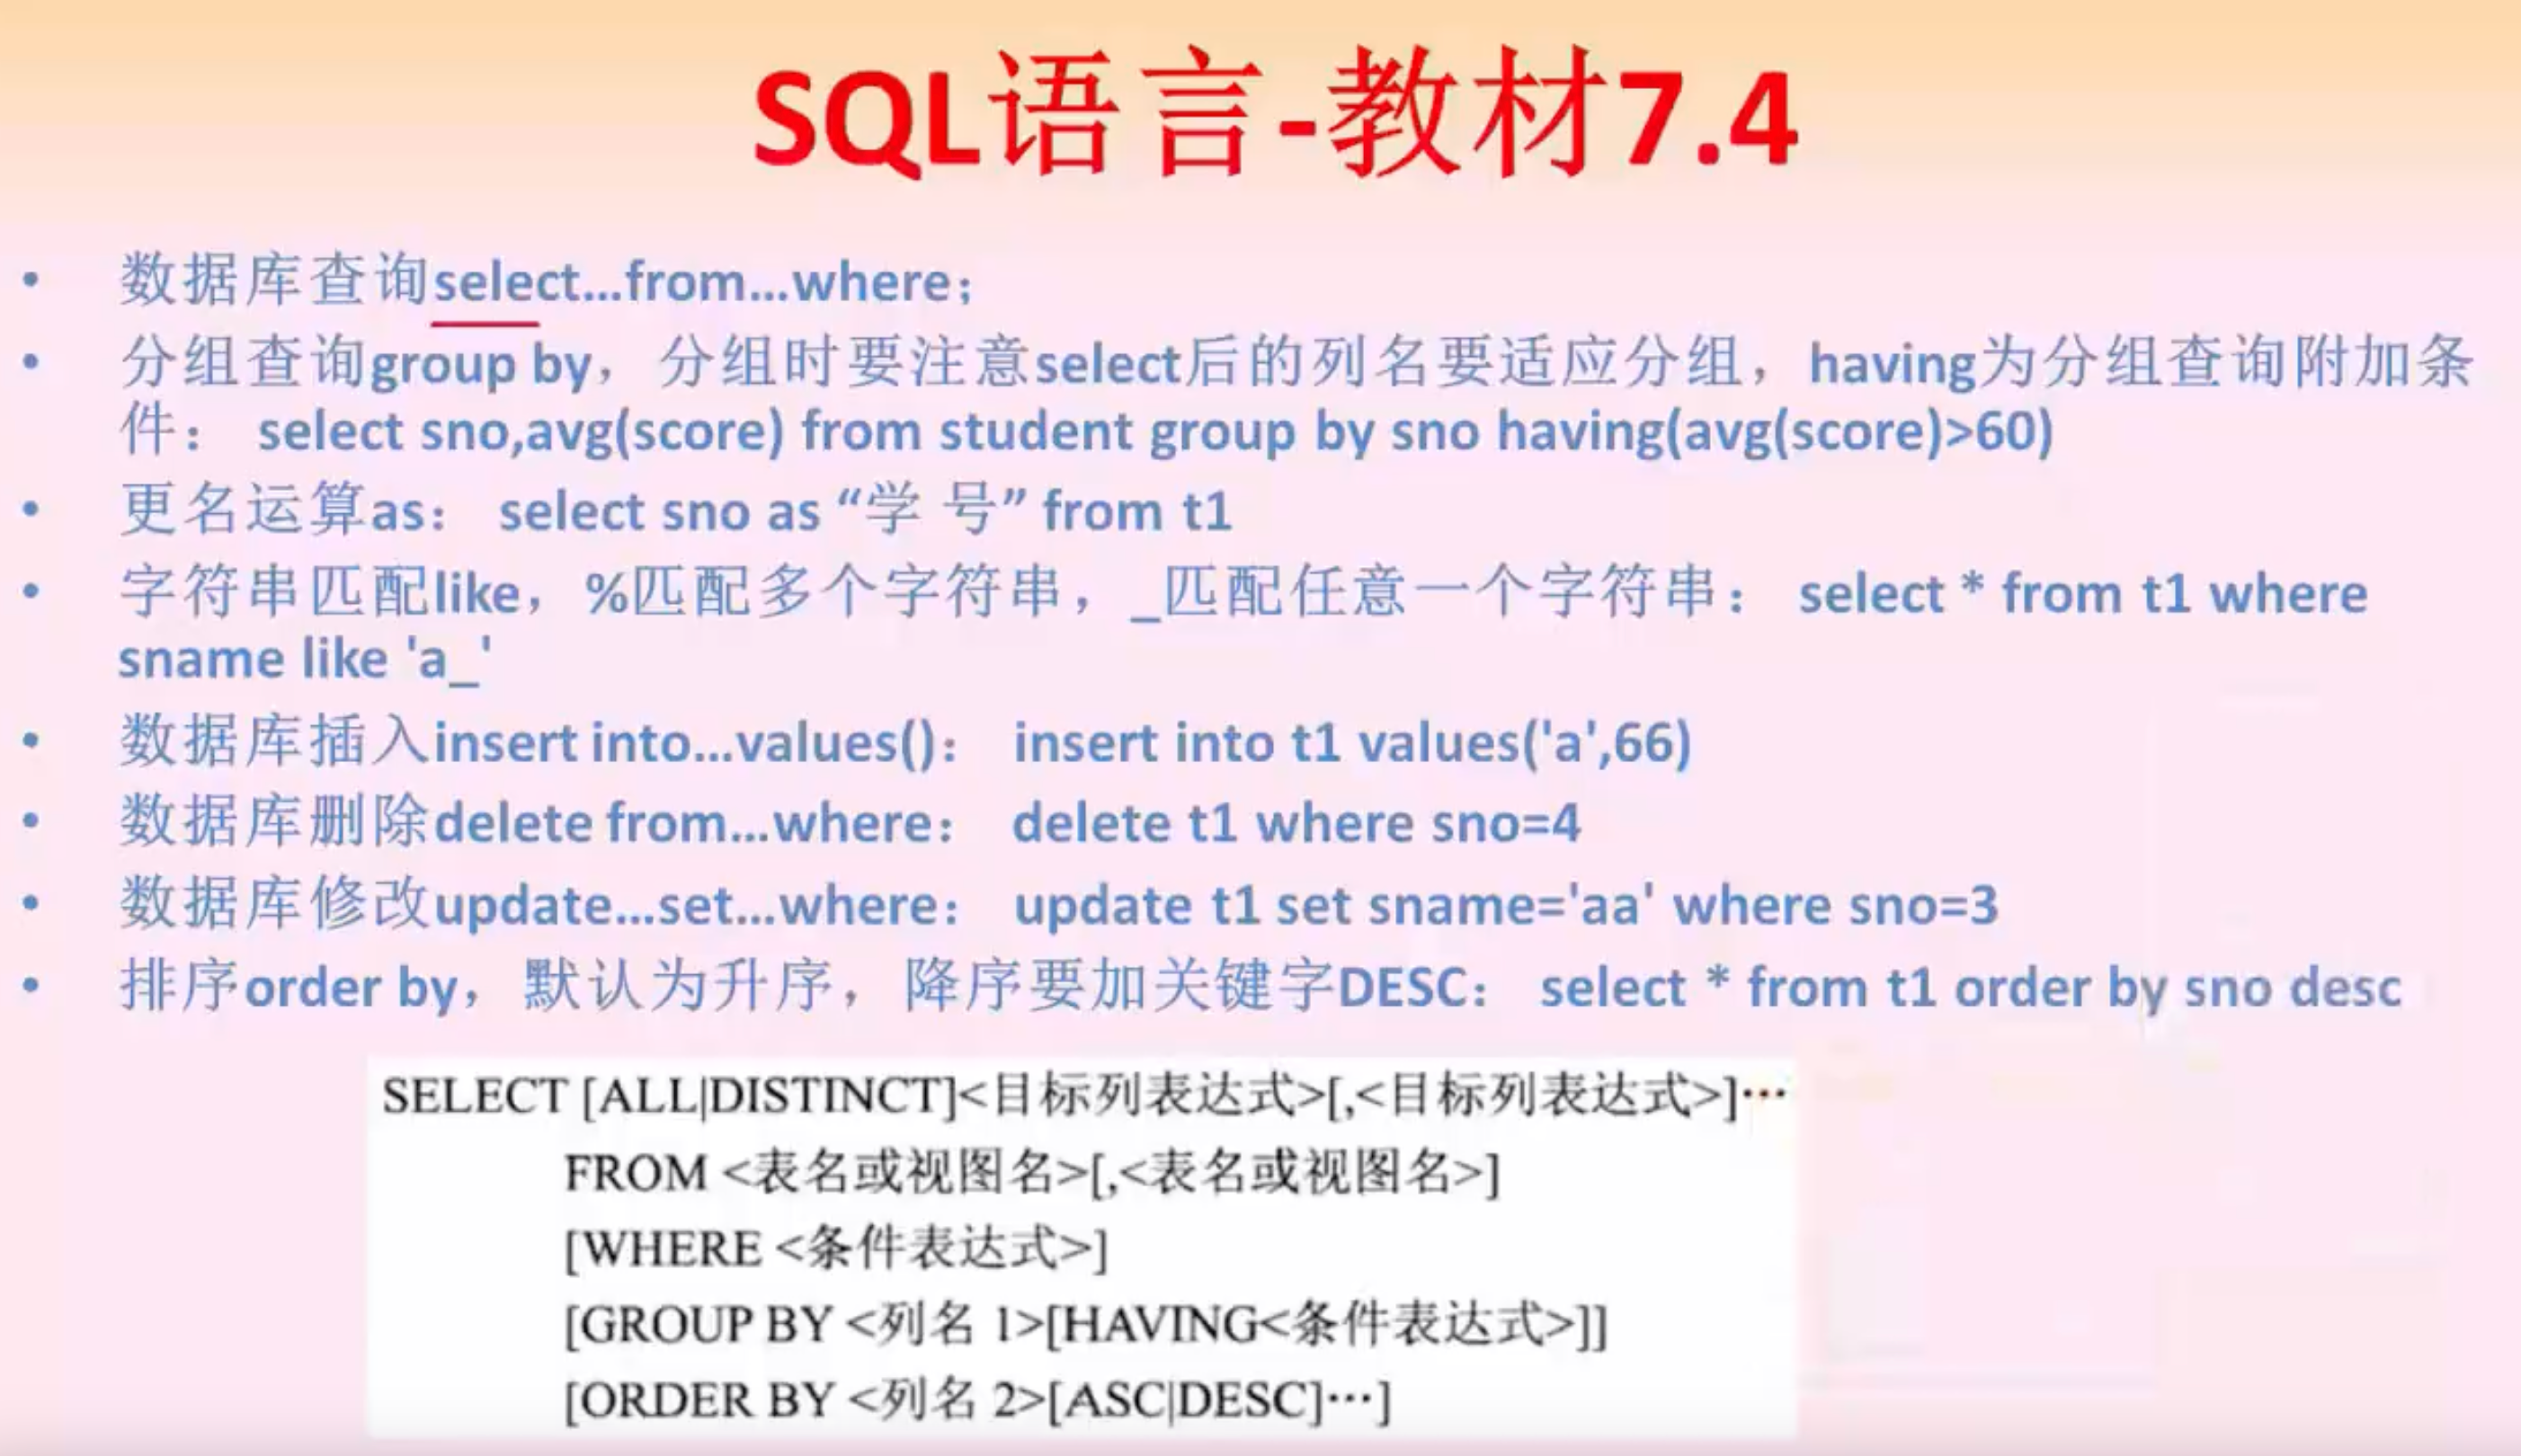 SQL语言-教材7.4
• 数据库查询select...from...where；
• 分组查询group by，分组时要注意select后的列名要适应分组，having为分组查询附加条
件： select sno,avg(score) from student group by sno having(avg(score)>60)
• 更名运算as： select sno as “学 号” from t1
• 字符串匹配like，%匹配多个字符串，_匹配任意一个字符串： select * from t1 where
sname like 'a_'
• 数据库插入insert into...values()： insert into t1 values('a',66)
• 数据库删除delete from...where： delete t1 where sno=4
• 数据库修改update...set...where： update t1 set sname='aa' where sno=3
• 排序order by，默认为升序，降序要加关键字DESC： select * from t1 order by sno desc
SELECT [ALL|DISTINCT]<目标列表达式>[,<目标列表达式>]…
FROM <表名或视图名>[,<表名或视图名>]
[WHERE <条件表达式>]
[GROUP BY <列名 1>[HAVING<条件表达式>]]
[ORDER BY <列名 2>[ASC|DESC]…]